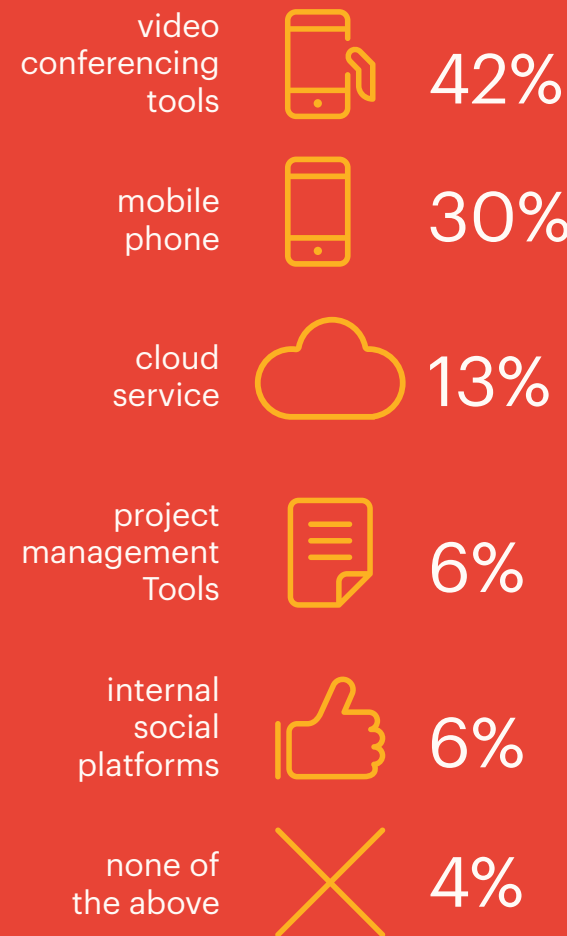 video
conferencing
tools
42%
mobile
phone
30%
cloud
service
13%
project
management
Tools
6%
internal
social
platforms
6%
none of
the above
4%